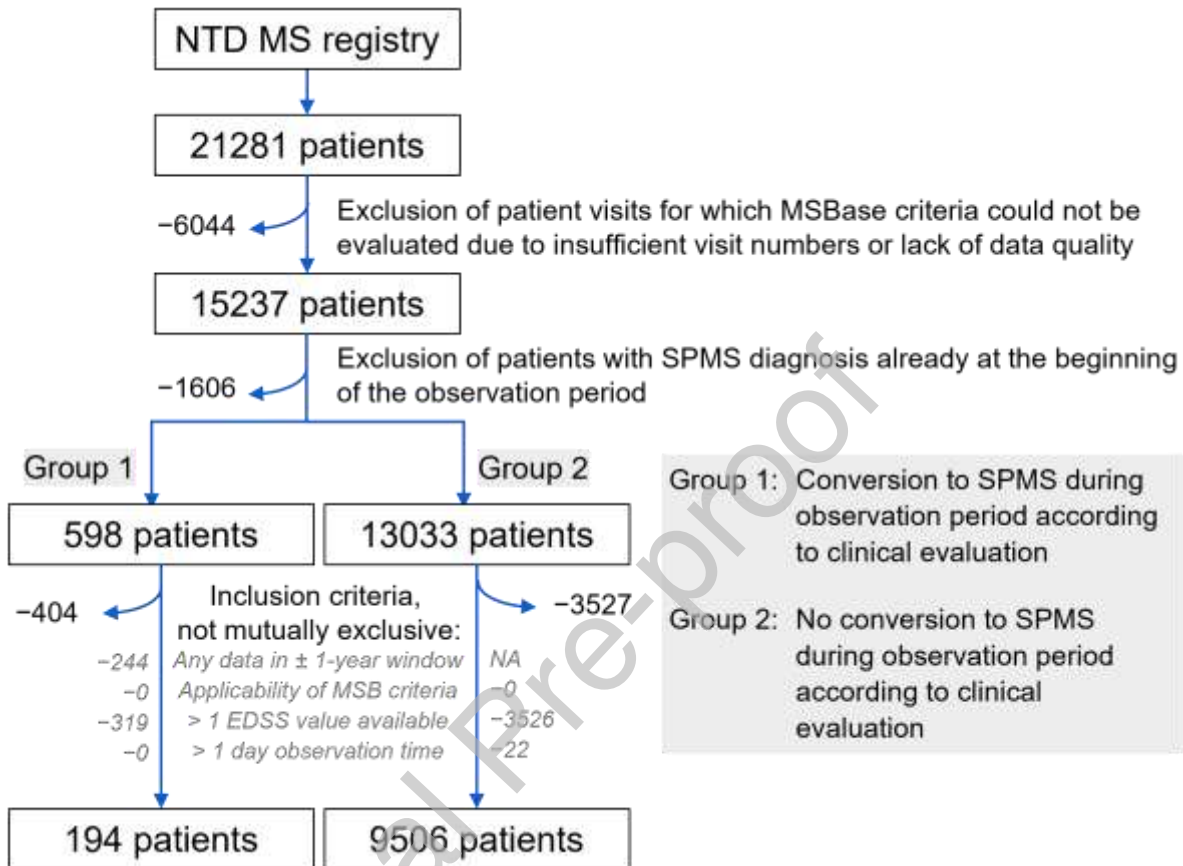 NTD MS registry
21281 patients
−6044
Exclusion of patient visits for which MSBase criteria could not be
evaluated due to insufficient visit numbers or lack of data quality
15237 patients
−1606
Exclusion of patients with SPMS diagnosis already at the beginning
of the observation period
Group 1
Group 2
598 patients
13033 patients
−404
Inclusion criteria,
not mutually exclusive:
−3527
−244 Any data in ± 1-year window NA
−0 Applicability of MSB criteria −0
−319 > 1 EDSS value available −3526
−0 > 1 day observation time −22
194 patients
9506 patients
Group 1: Conversion to SPMS during
observation period according
to clinical evaluation
Group 2: No conversion to SPMS
during observation period
according to clinical
evaluation
al Pre-proof